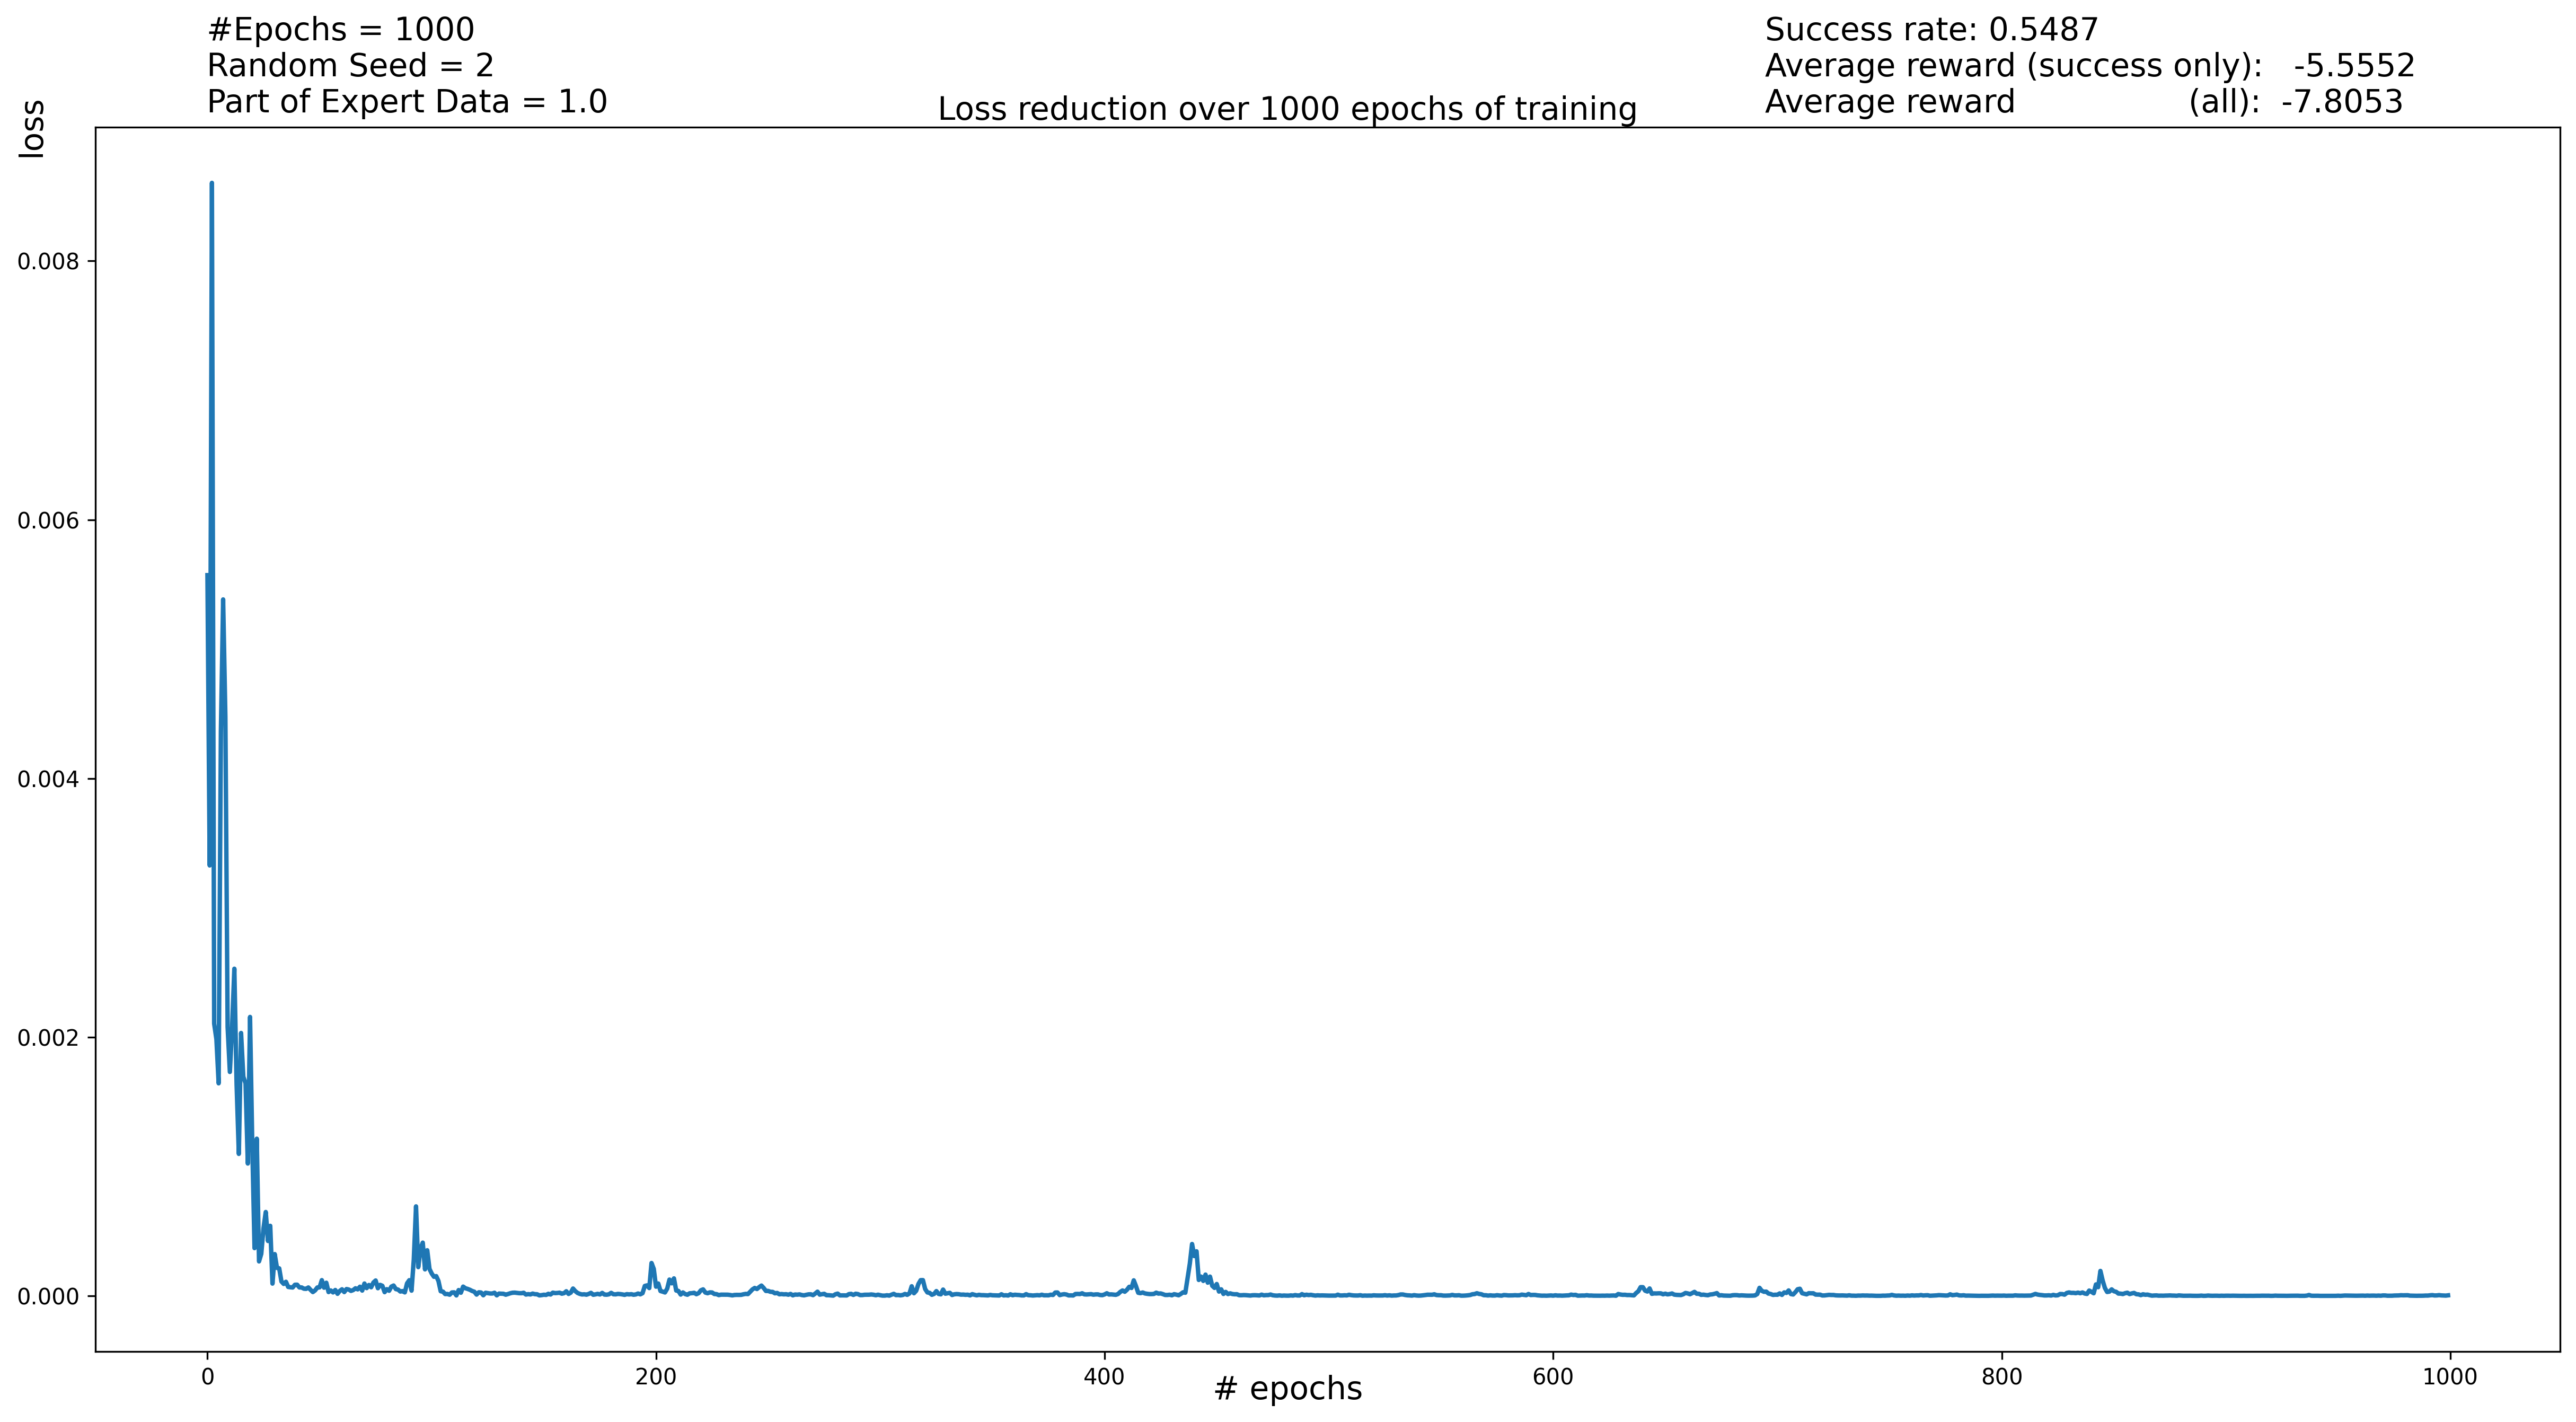 #Epochs = 1000
Random Seed = 2
Part of Expert Data = 1.0
Success rate: 0.5487
Average reward (success only): -5.5552
Average reward (all): -7.8053
Loss reduction over 1000 epochs of training
loss
0.008
0.006
0.004
0.002
0.000
0 200 400 600 800 1000
# epochs